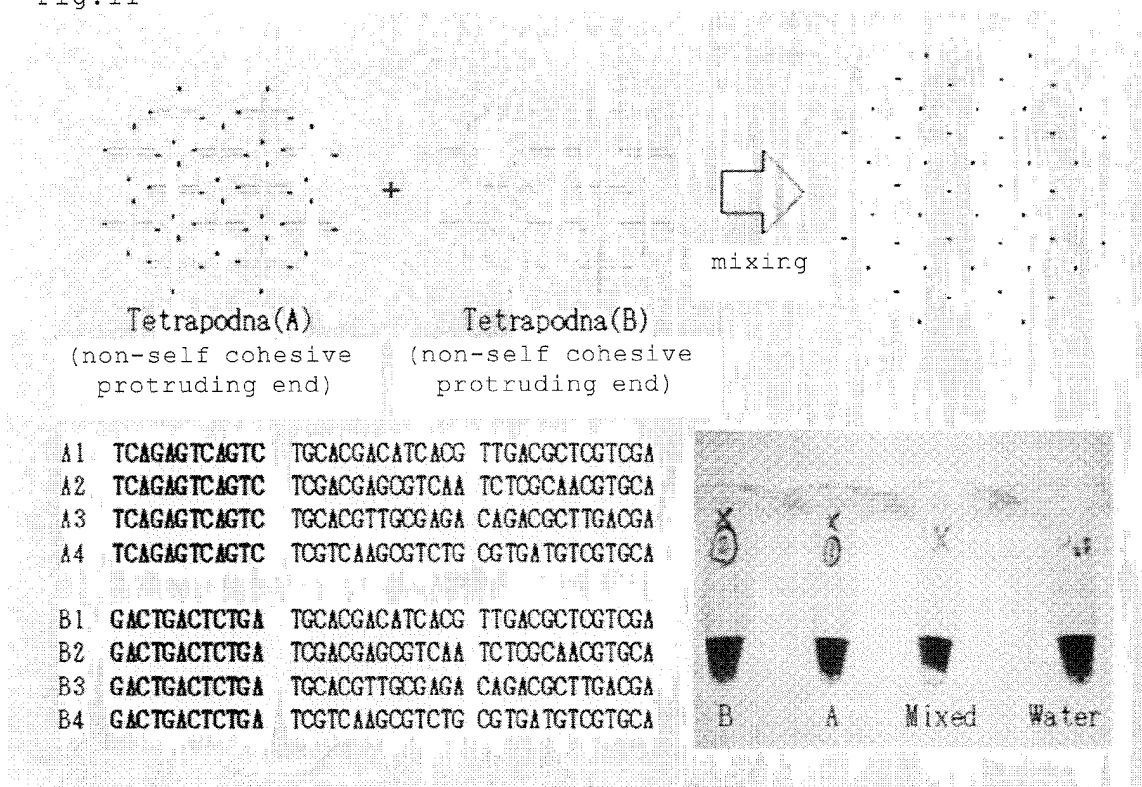 Fig.11
+
mixing
Tetrapodna(A)
(non-self cohesive
protruding end)
Tetrapodna(B)
(non-self cohesive
protruding end)
A1 TCAGAGTCAGTC TGCACGACATCACG TTGACGCTCGTCGA
A2 TCAGAGTCAGTC TCGACGAGCGTCAA TCTCGCAACGTGCA
A3 TCAGAGTCAGTC TGCACGTTGCGAGA CAGACGCTTGACGA
A4 TCAGAGTCAGTC TCGTCAAGCGTCTG CGTGATGTCGTGCA
B1 GACTGACTCTGA TGCACGACATCACG TTGACGCTCGTCGA
B2 GACTGACTCTGA TCGACGAGCGTCAA TCTCGCAACGTGCA
B3 GACTGACTCTGA TGCACGTTGCGAGA CAGACGCTTGACGA
B4 GACTGACTCTGA TCGTCAAGCGTCTG CGTGATGTCGTGCA
X X X
2 1
B A Mixed Water